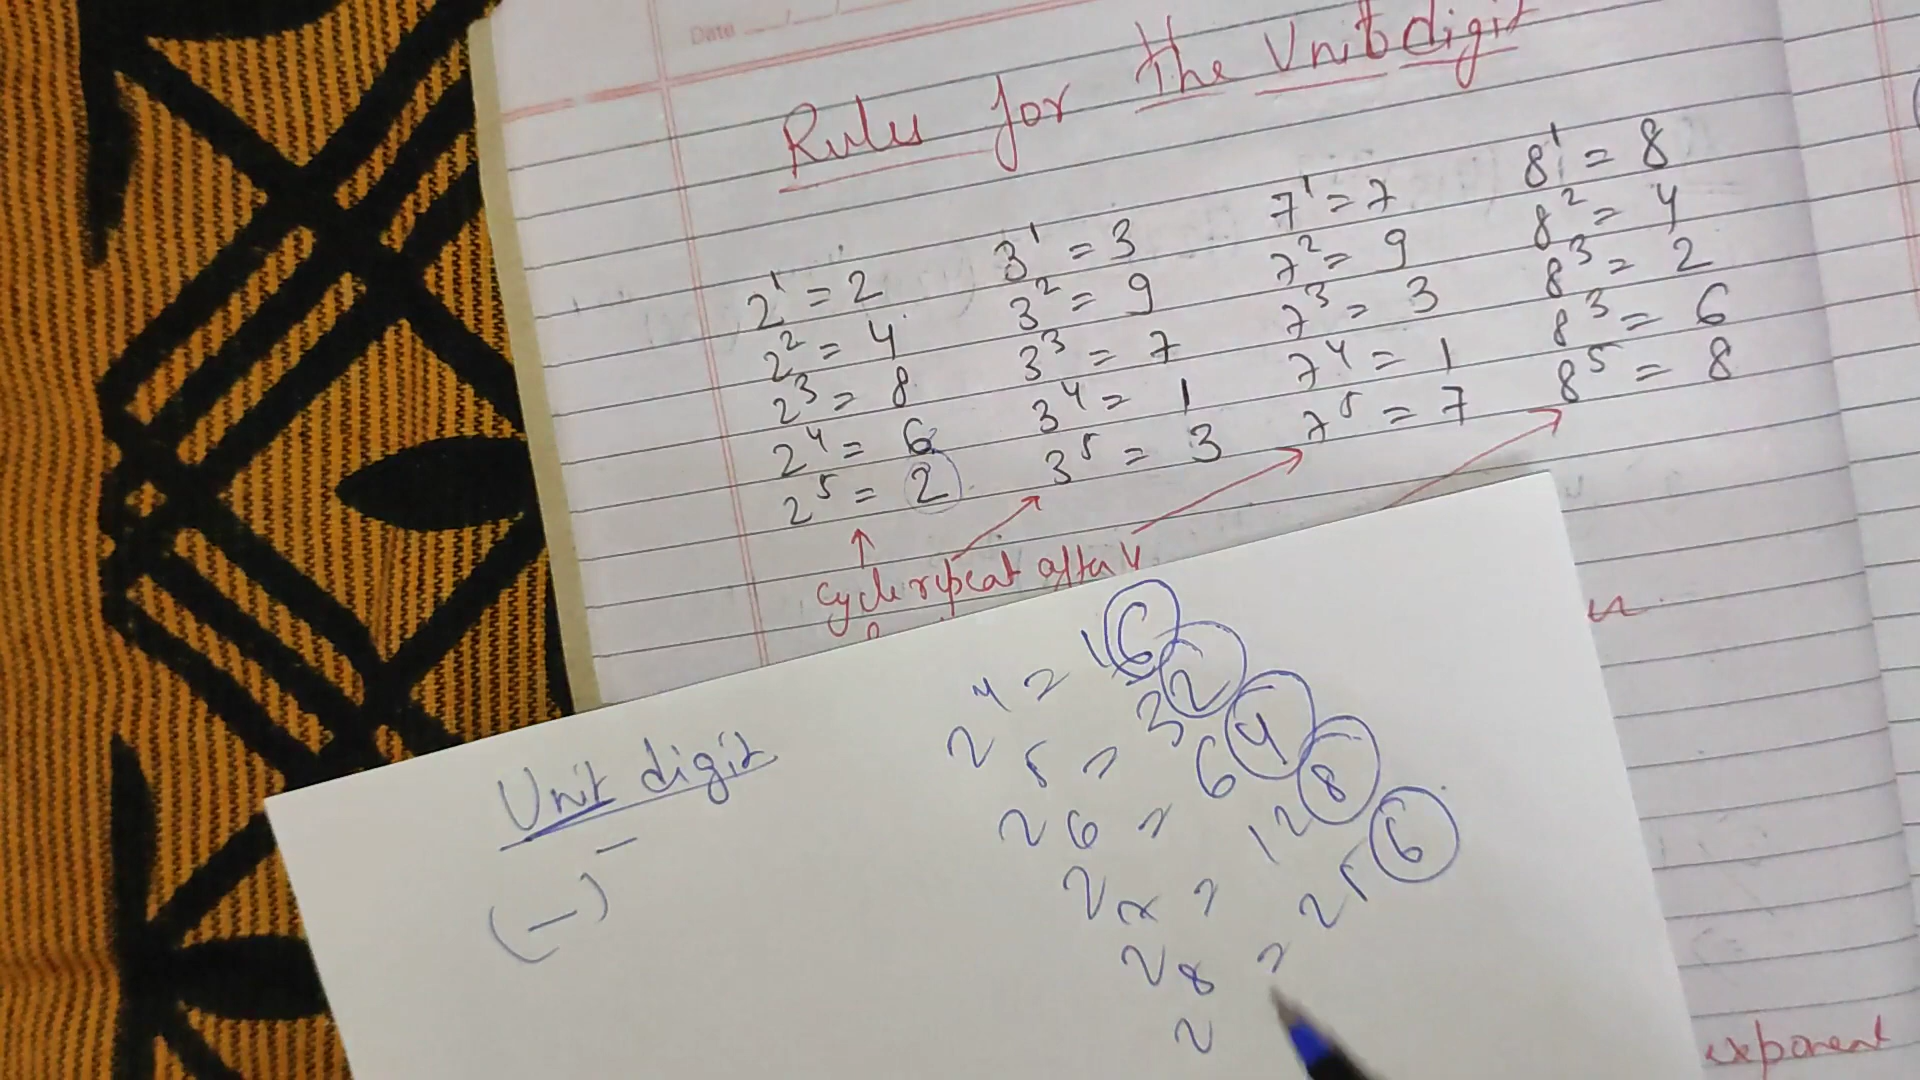 Date
Rules for the Unit digit
2¹ = 2 3¹ = 3 7¹ = 7 8¹ = 8
2² = 4 3² = 9 7² = 9 8² = 4
2³ = 8 3³ = 7 7³ = 3 8³ = 2
2⁴ = 6 3⁴ = 1 7⁴ = 1 8³ = 6
2⁵ = 2 3⁵ = 3 7⁵ = 7 8⁵ = 8
Cycle repeat after 4
Unit digit
(—)⁻
2⁴ = 16
2⁵ = 32
2⁶ = 64
2⁷ = 128
2⁸ = 256
2
exponent